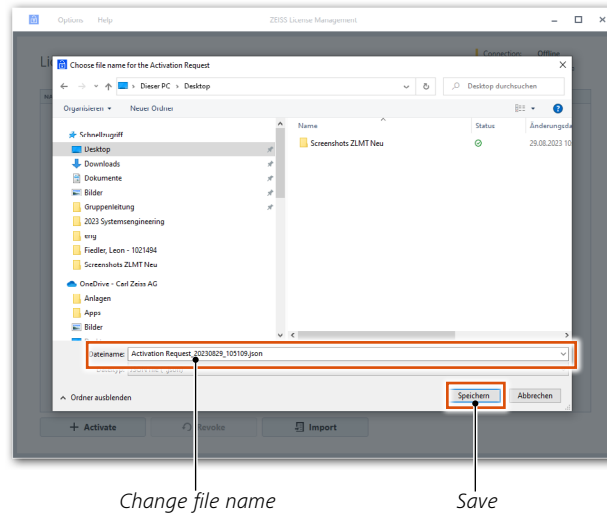 Options Help ZEISS License Management
Connection: Offline
Choose file name for the Activation Request
Dieser PC › Desktop
Desktop durchsuchen
Organisieren Neuer Ordner
Name Status Änderungsda
Schnellzugriff
Desktop
Screenshots ZLMT Neu 29.08.2023 10
Downloads
Dokumente
Bilder
Gruppenleitung
2023 Systemsengineering
eng
Fiedler, Leon - 1021494
Screenshots ZLMT Neu
OneDrive - Carl Zeiss AG
Anlagen
Apps
Bilder
Dateiname: Activation Request_20230829_105109.json
Ordner ausblenden
Speichern Abbrechen
+ Activate Revoke Import
Change file name Save